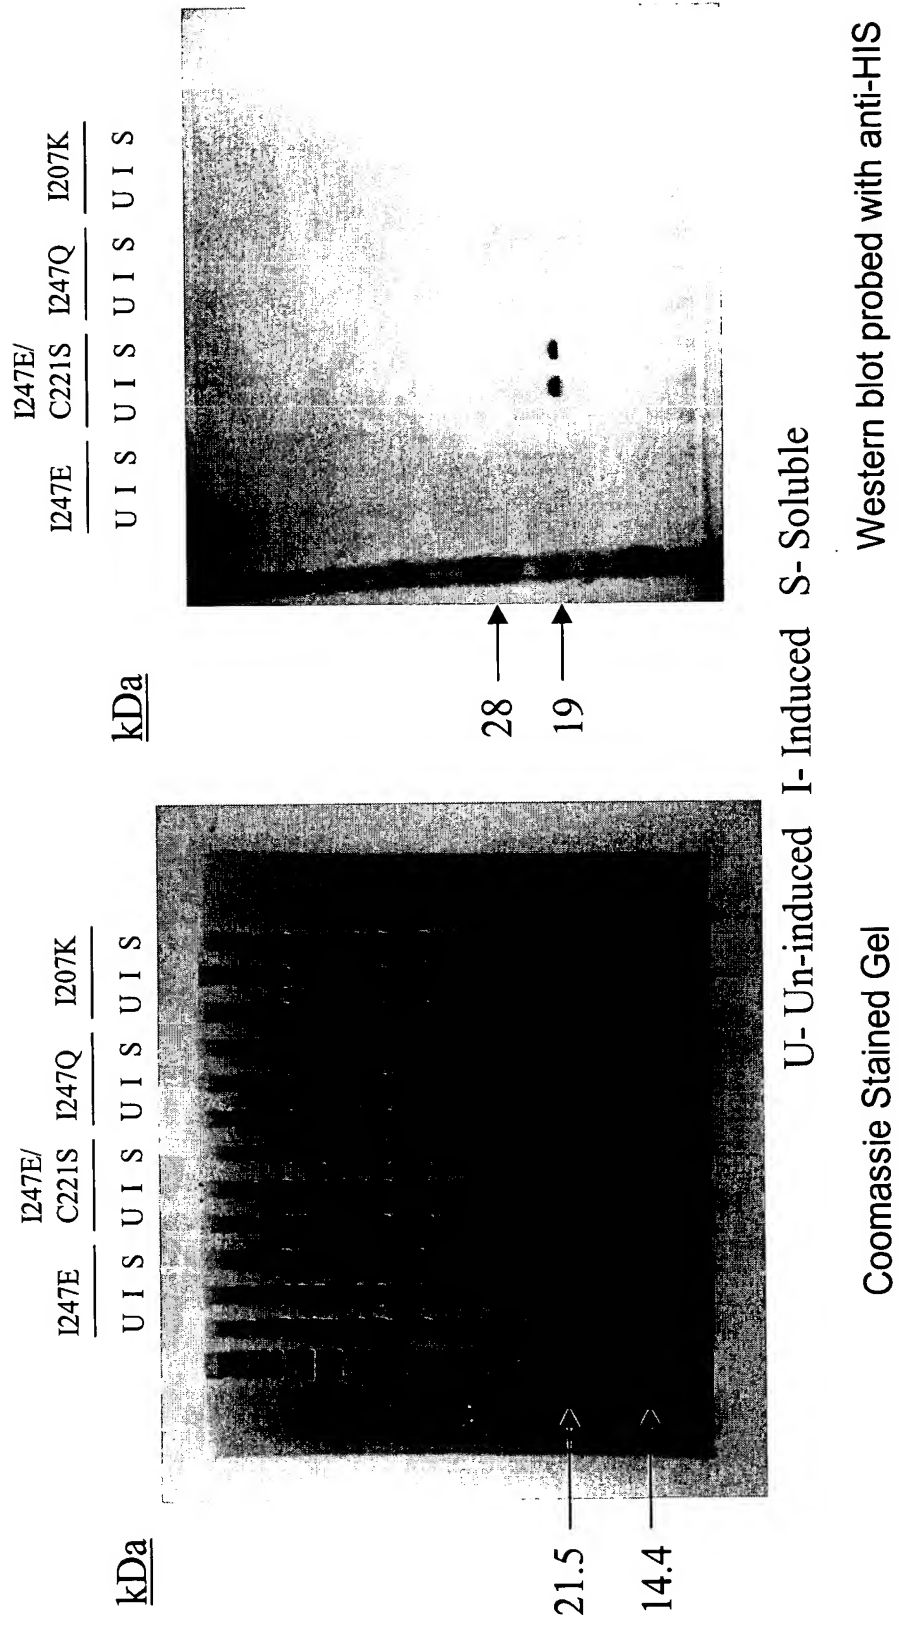 kDa
I247E
I247E/
C221S
I247Q
I207K
U I S
U I S
U I S
U I S
21.5
14.4
kDa
I247E
I247E/
C221S
I247Q
I207K
U I S
U I S
U I S
U I S
28
19
U- Un-induced I- Induced S- Soluble
Coomassie Stained Gel
Western blot probed with anti-HIS